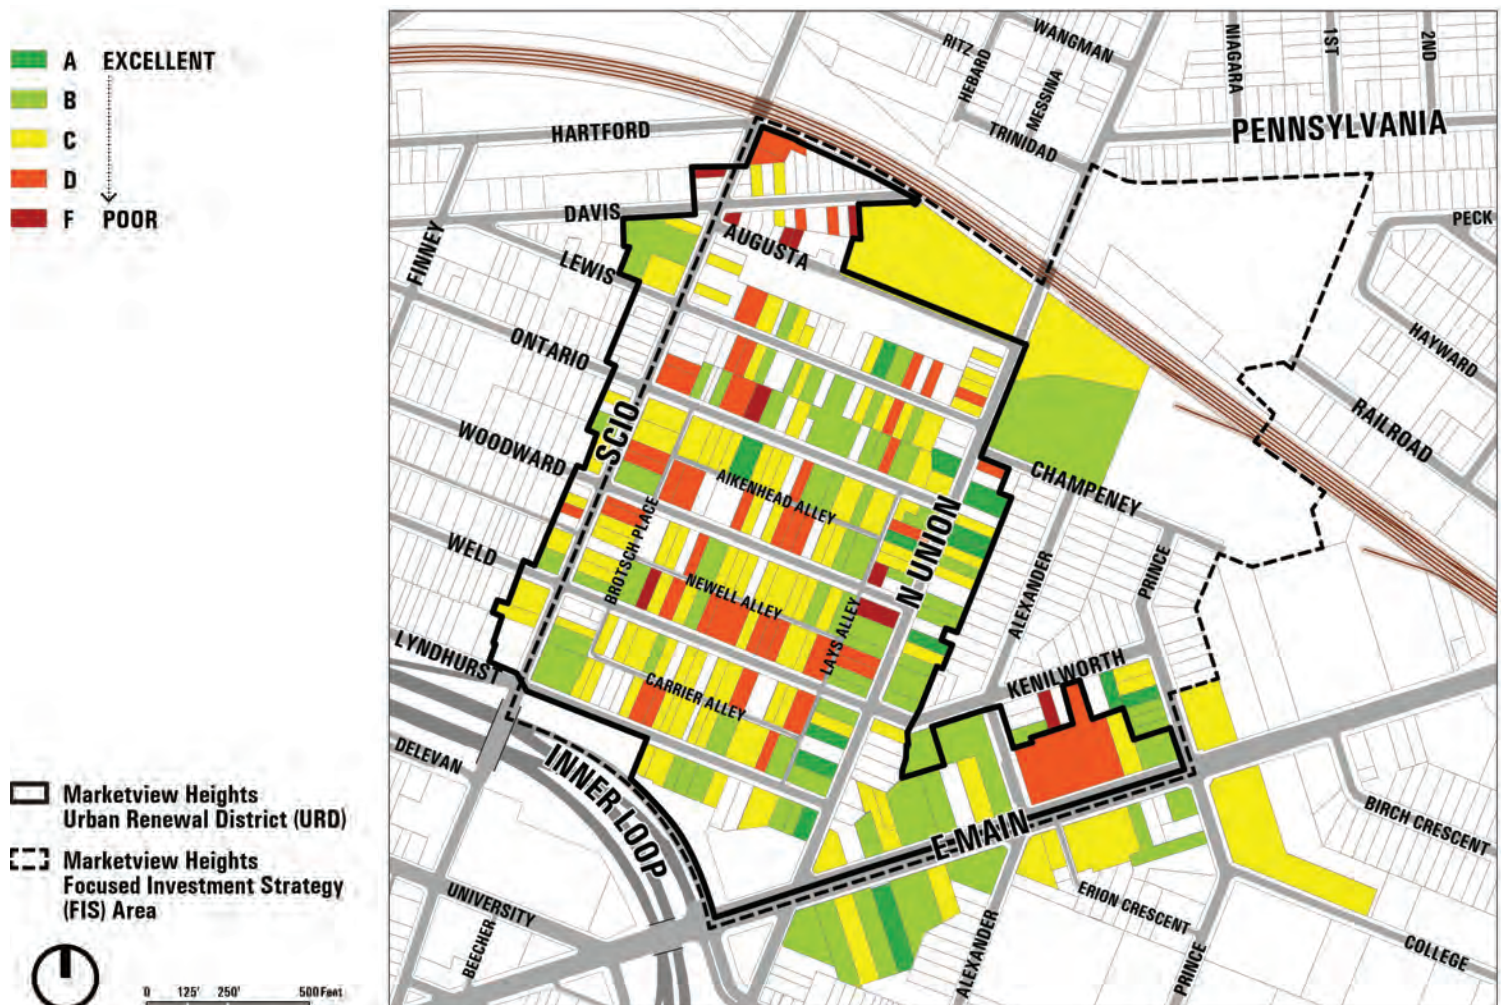 A EXCELLENT
B
C
D
F POOR
Marketview Heights
Urban Renewal District (URD)
Marketview Heights
Focused Investment Strategy
(FIS) Area
0 125' 250' 500 Feet
RITZ
WANGMAN
HEBARD
MESSINA
TRINIDAD
NIAGARA
1ST
2ND
PENNSYLVANIA
HARTFORD
DAVIS
PECK
FINNEY
LEWIS
AUGUSTA
HAYWARD
ONTARIO
RAILROAD
SCIO
WOODWARD
CHAMPENEY
AIKENHEAD ALLEY
N UNION
WELD
BROTSCH PLACE
NEWELL ALLEY
LAYS ALLEY
ALEXANDER
PRINCE
LYNDHURST
CARRIER ALLEY
KENILWORTH
DELEVAN
INNER LOOP
E MAIN
BIRCH CRESCENT
UNIVERSITY
BEECHER
ERION CRESCENT
ALEXANDER
PRINCE
COLLEGE